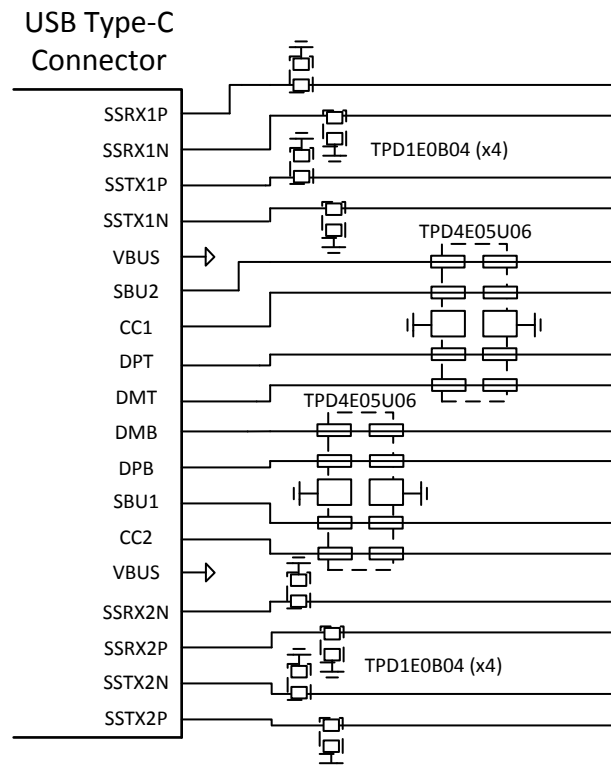 USB Type-C
Connector
SSRX1P
SSRX1N
TPD1E0B04 (x4)
SSTX1P
SSTX1N
TPD4E05U06
VBUS
SBU2
CC1
DPT
DMT
TPD4E05U06
DMB
DPB
SBU1
CC2
VBUS
SSRX2N
SSRX2P
TPD1E0B04 (x4)
SSTX2N
SSTX2P